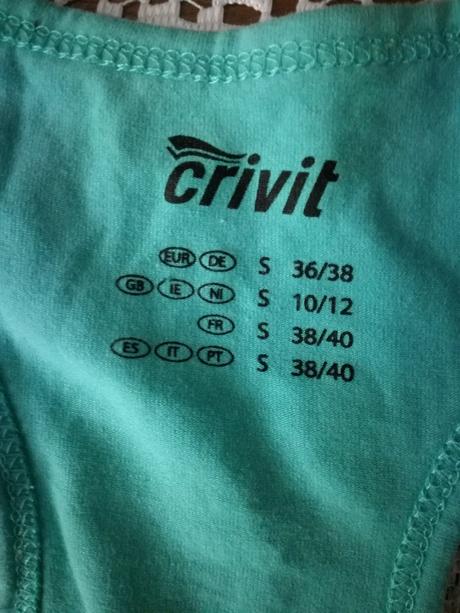 crivit
EUR DE S 36/38
GB IE NI S 10/12
FR S 38/40
ES IT PT S 38/40